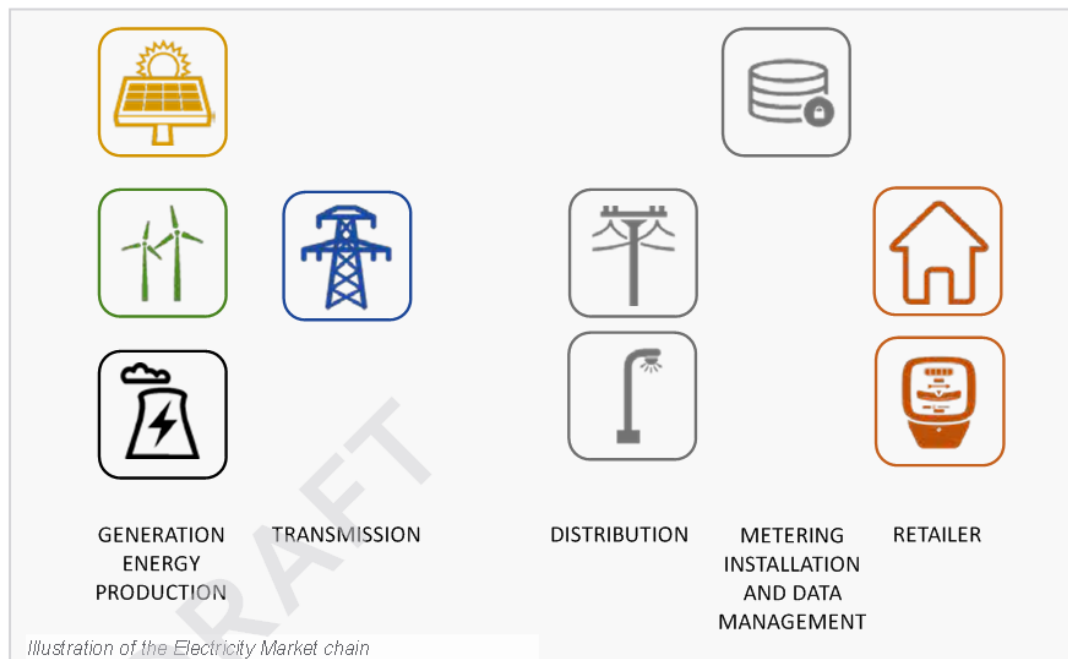 GENERATION
ENERGY
PRODUCTION
TRANSMISSION
DISTRIBUTION
METERING
INSTALLATION
AND DATA
MANAGEMENT
RETAILER
DRAFT
Illustration of the Electricity Market chain